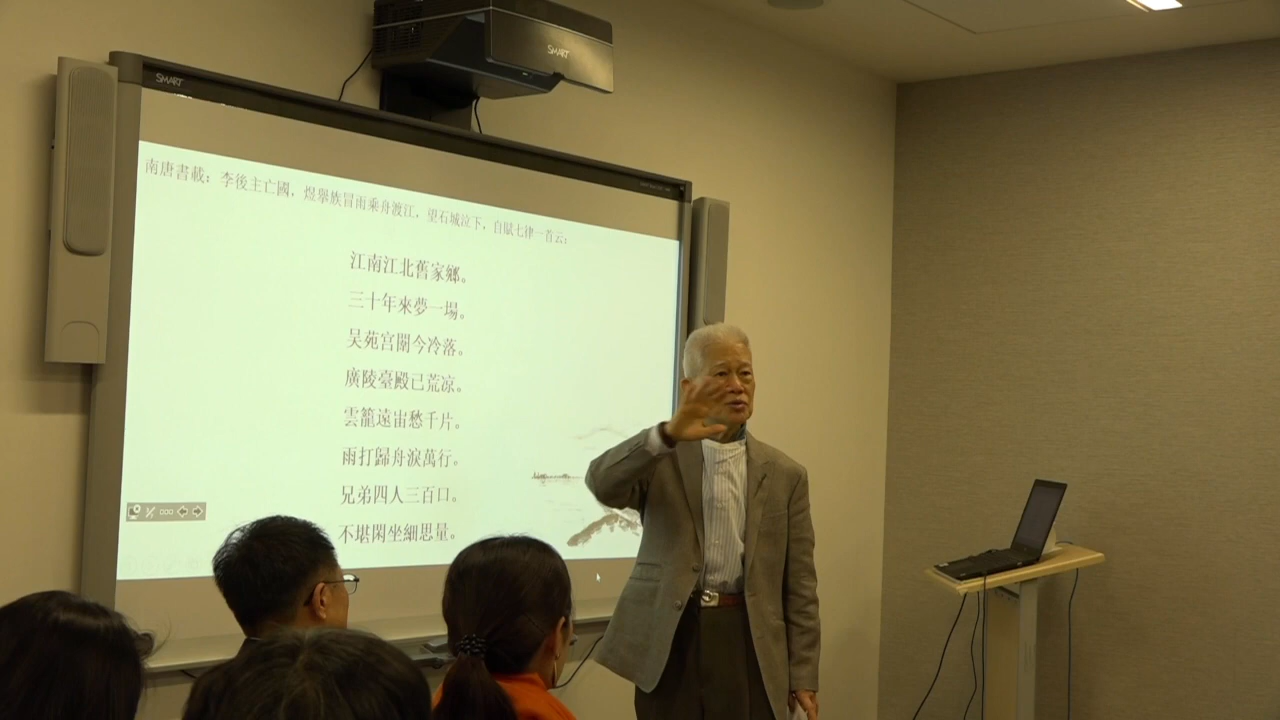 SMART
SMART
南唐書載：李後主亡國，煜舉族冒雨乘舟渡江，望石城泣下，自賦七律一首云：
江南江北舊家鄉。
三十年來夢一場。
吴苑宫闈今冷落。
廣陵臺殿已荒凉。
雲籠遠岫愁千片。
雨打歸舟淚萬行。
兄弟四人三百口。
不堪閑坐細思量。